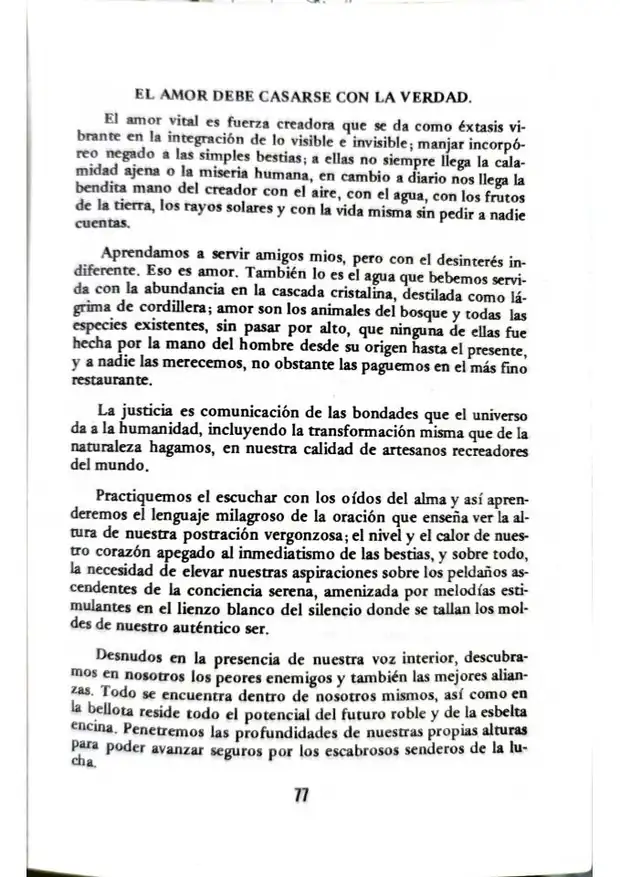 EL AMOR DEBE CASARSE CON LA VERDAD.
El amor vital es fuerza creadora que se da como éxtasis vi-
brante en la integración de lo visible e invisible; manjar incorpó-
reo negado a las simples bestias; a ellas no siempre llega la cala-
midad ajena o la miseria humana, en cambio a diario nos llega la
bendita mano del creador con el aire, con el agua, con los frutos
de la tierra, los rayos solares y con la vida misma sin pedir a nadie
cuentas.
Aprendamos a servir amigos mios, pero con el desinterés in-
diferente. Eso es amor. También lo es el agua que bebemos servi-
da con la abundancia en la cascada cristalina, destilada como lá-
grima de cordillera; amor son los animales del bosque y todas las
especies existentes, sin pasar por alto, que ninguna de ellas fue
hecha por la mano del hombre desde su origen hasta el presente,
y a nadie las merecemos, no obstante las paguemos en el más fino
restaurante.
La justicia es comunicación de las bondades que el universo
da a la humanidad, incluyendo la transformación misma que de la
naturaleza hagamos, en nuestra calidad de artesanos recreadores
del mundo.
Practiquemos el escuchar con los oídos del alma y así apren-
deremos el lenguaje milagroso de la oración que enseña ver la al-
tura de nuestra postración vergonzosa; el nivel y el calor de nues-
tro corazón apegado al inmediatismo de las bestias, y sobre todo,
la necesidad de elevar nuestras aspiraciones sobre los peldaños as-
cendentes de la conciencia serena, amenizada por melodías esti-
mulantes en el lienzo blanco del silencio donde se tallan los mol-
des de nuestro auténtico ser.
Desnudos en la presencia de nuestra voz interior, descubra-
mos en nosotros los peores enemigos y también las mejores alian-
zas. Todo se encuentra dentro de nosotros mismos, así como en
la bellota reside todo el potencial del futuro roble y de la esbelta
encina. Penetremos las profundidades de nuestras propias alturas
para poder avanzar seguros por los escabrosos senderos de la lu-
cha.
77